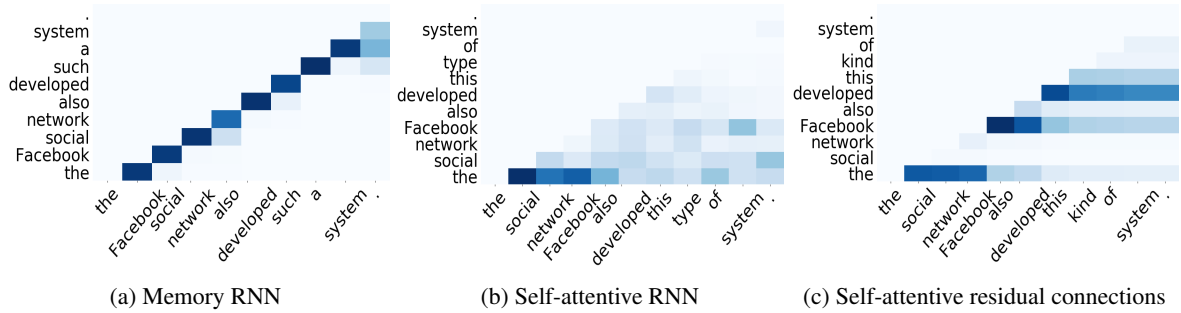 .
system
a
such
developed
also
network
social
Facebook
the
the
Facebook
social
network
also
developed
such
a
system
.
(a) Memory RNN
.
system
of
type
this
developed
also
Facebook
network
social
the
the
social
network
Facebook
also
developed
this
type
of
system
.
(b) Self-attentive RNN
.
system
of
kind
this
developed
also
Facebook
network
social
the
the
social
network
Facebook
also
developed
this
kind
of
system
.
(c) Self-attentive residual connections